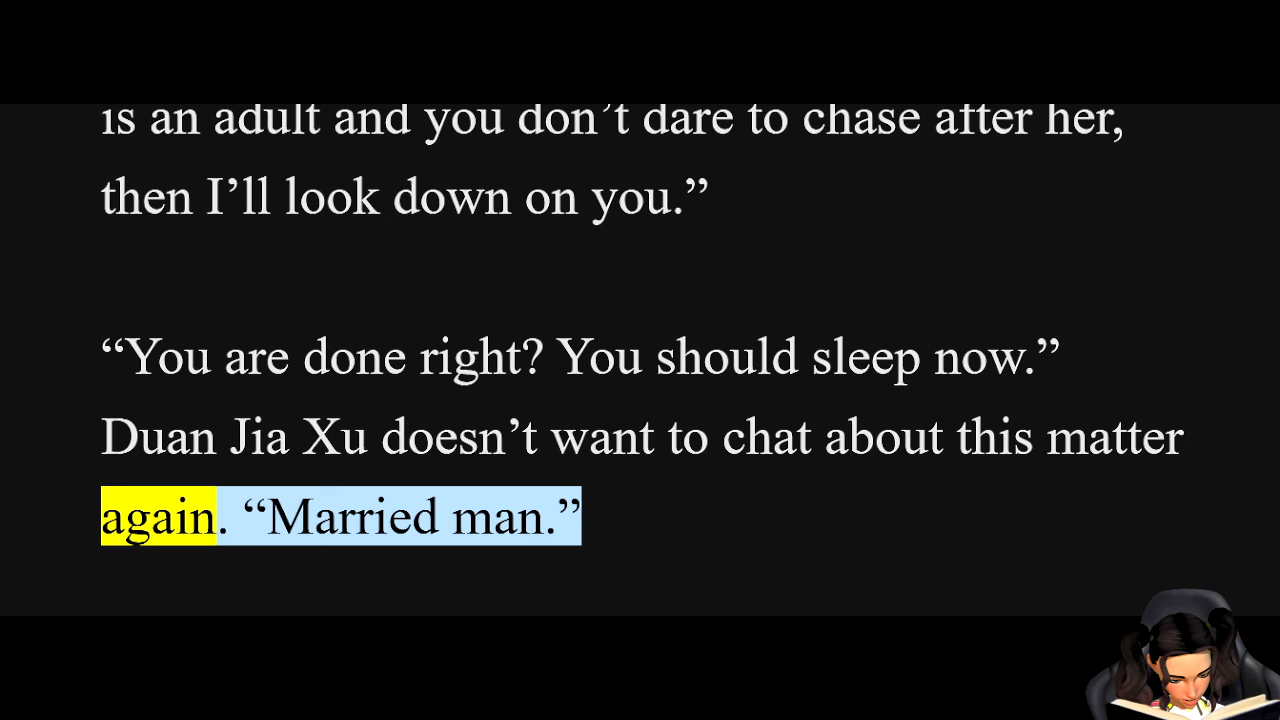 is an adult and you don’t dare to chase after her,
then I’ll look down on you.”
“You are done right? You should sleep now.”
Duan Jia Xu doesn’t want to chat about this matter
again. “Married man.”